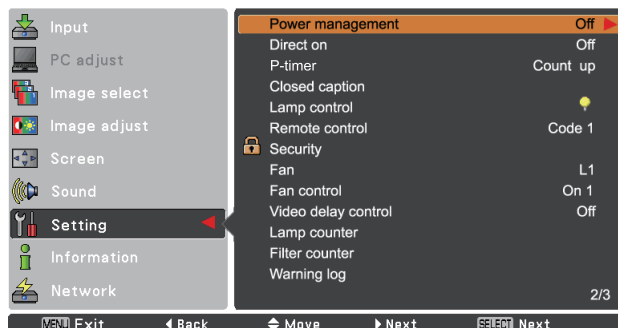 Input
PC adjust
Image select
Image adjust
Screen
Sound
Setting
Information
Network
Power management Off
Direct on Off
P-timer Count up
Closed caption
Lamp control
Remote control Code 1
Security
Fan L1
Fan control On 1
Video delay control Off
Lamp counter
Filter counter
Warning log
2/3
MENU Exit Back Move Next SELECT Next